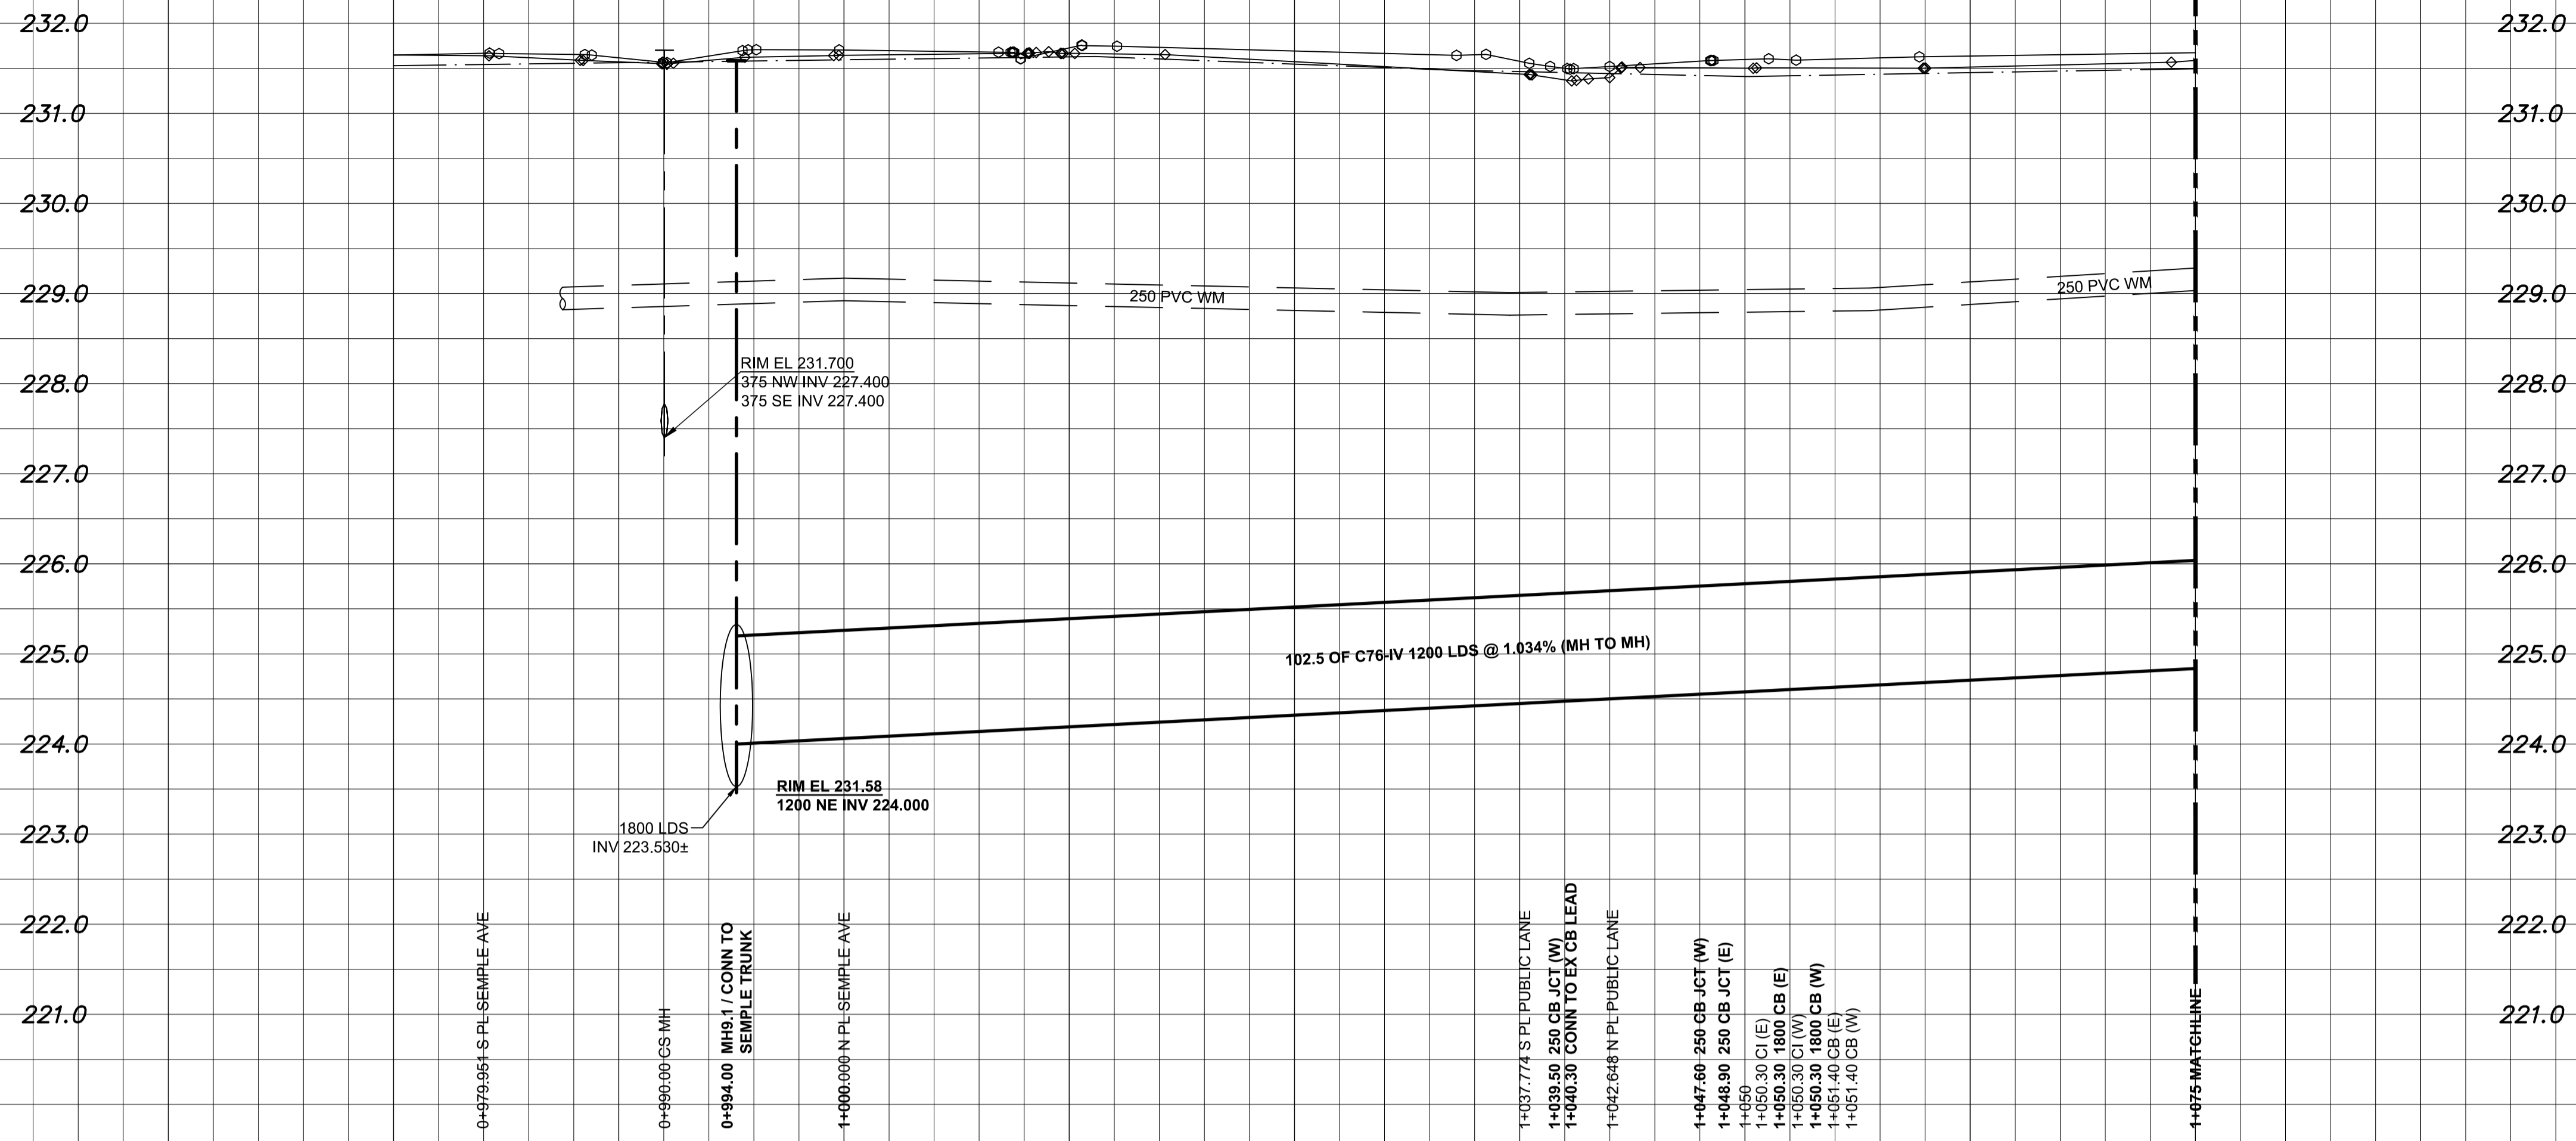 232.0
232.0
231.0
231.0
230.0
230.0
229.0
250 PVC WM
250 PVC WM
229.0
RIM EL 231.700
375 NW INV 227.400
375 SE INV 227.400
228.0
228.0
227.0
227.0
226.0
226.0
225.0
102.5 OF C76-IV 1200 LDS @ 1.034% (MH TO MH)
225.0
224.0
224.0
RIM EL 231.58
1200 NE INV 224.000
1800 LDS
INV 223.530±
223.0
223.0
222.0
222.0
221.0
221.0
0+979.951 S PL SEMPLE AVE
0+990.00 CS MH
0+994.00 MH9.1 / CONN TO
SEMPLE TRUNK
1+000.000 N PL SEMPLE AVE
1+037.774 S PL PUBLIC LANE
1+039.50 250 CB JCT (W)
1+040.30 CONN TO EX CB LEAD
1+042.648 N PL PUBLIC LANE
1+047.60 250 CB JCT (W)
1+048.90 250 CB JCT (E)
1+050
1+050.30 CI (E)
1+050.30 1800 CB (E)
1+050.30 CI (W)
1+050.30 1800 CB (W)
1+051.40 CB (E)
1+051.40 CB (W)
1+075 MATCHLINE